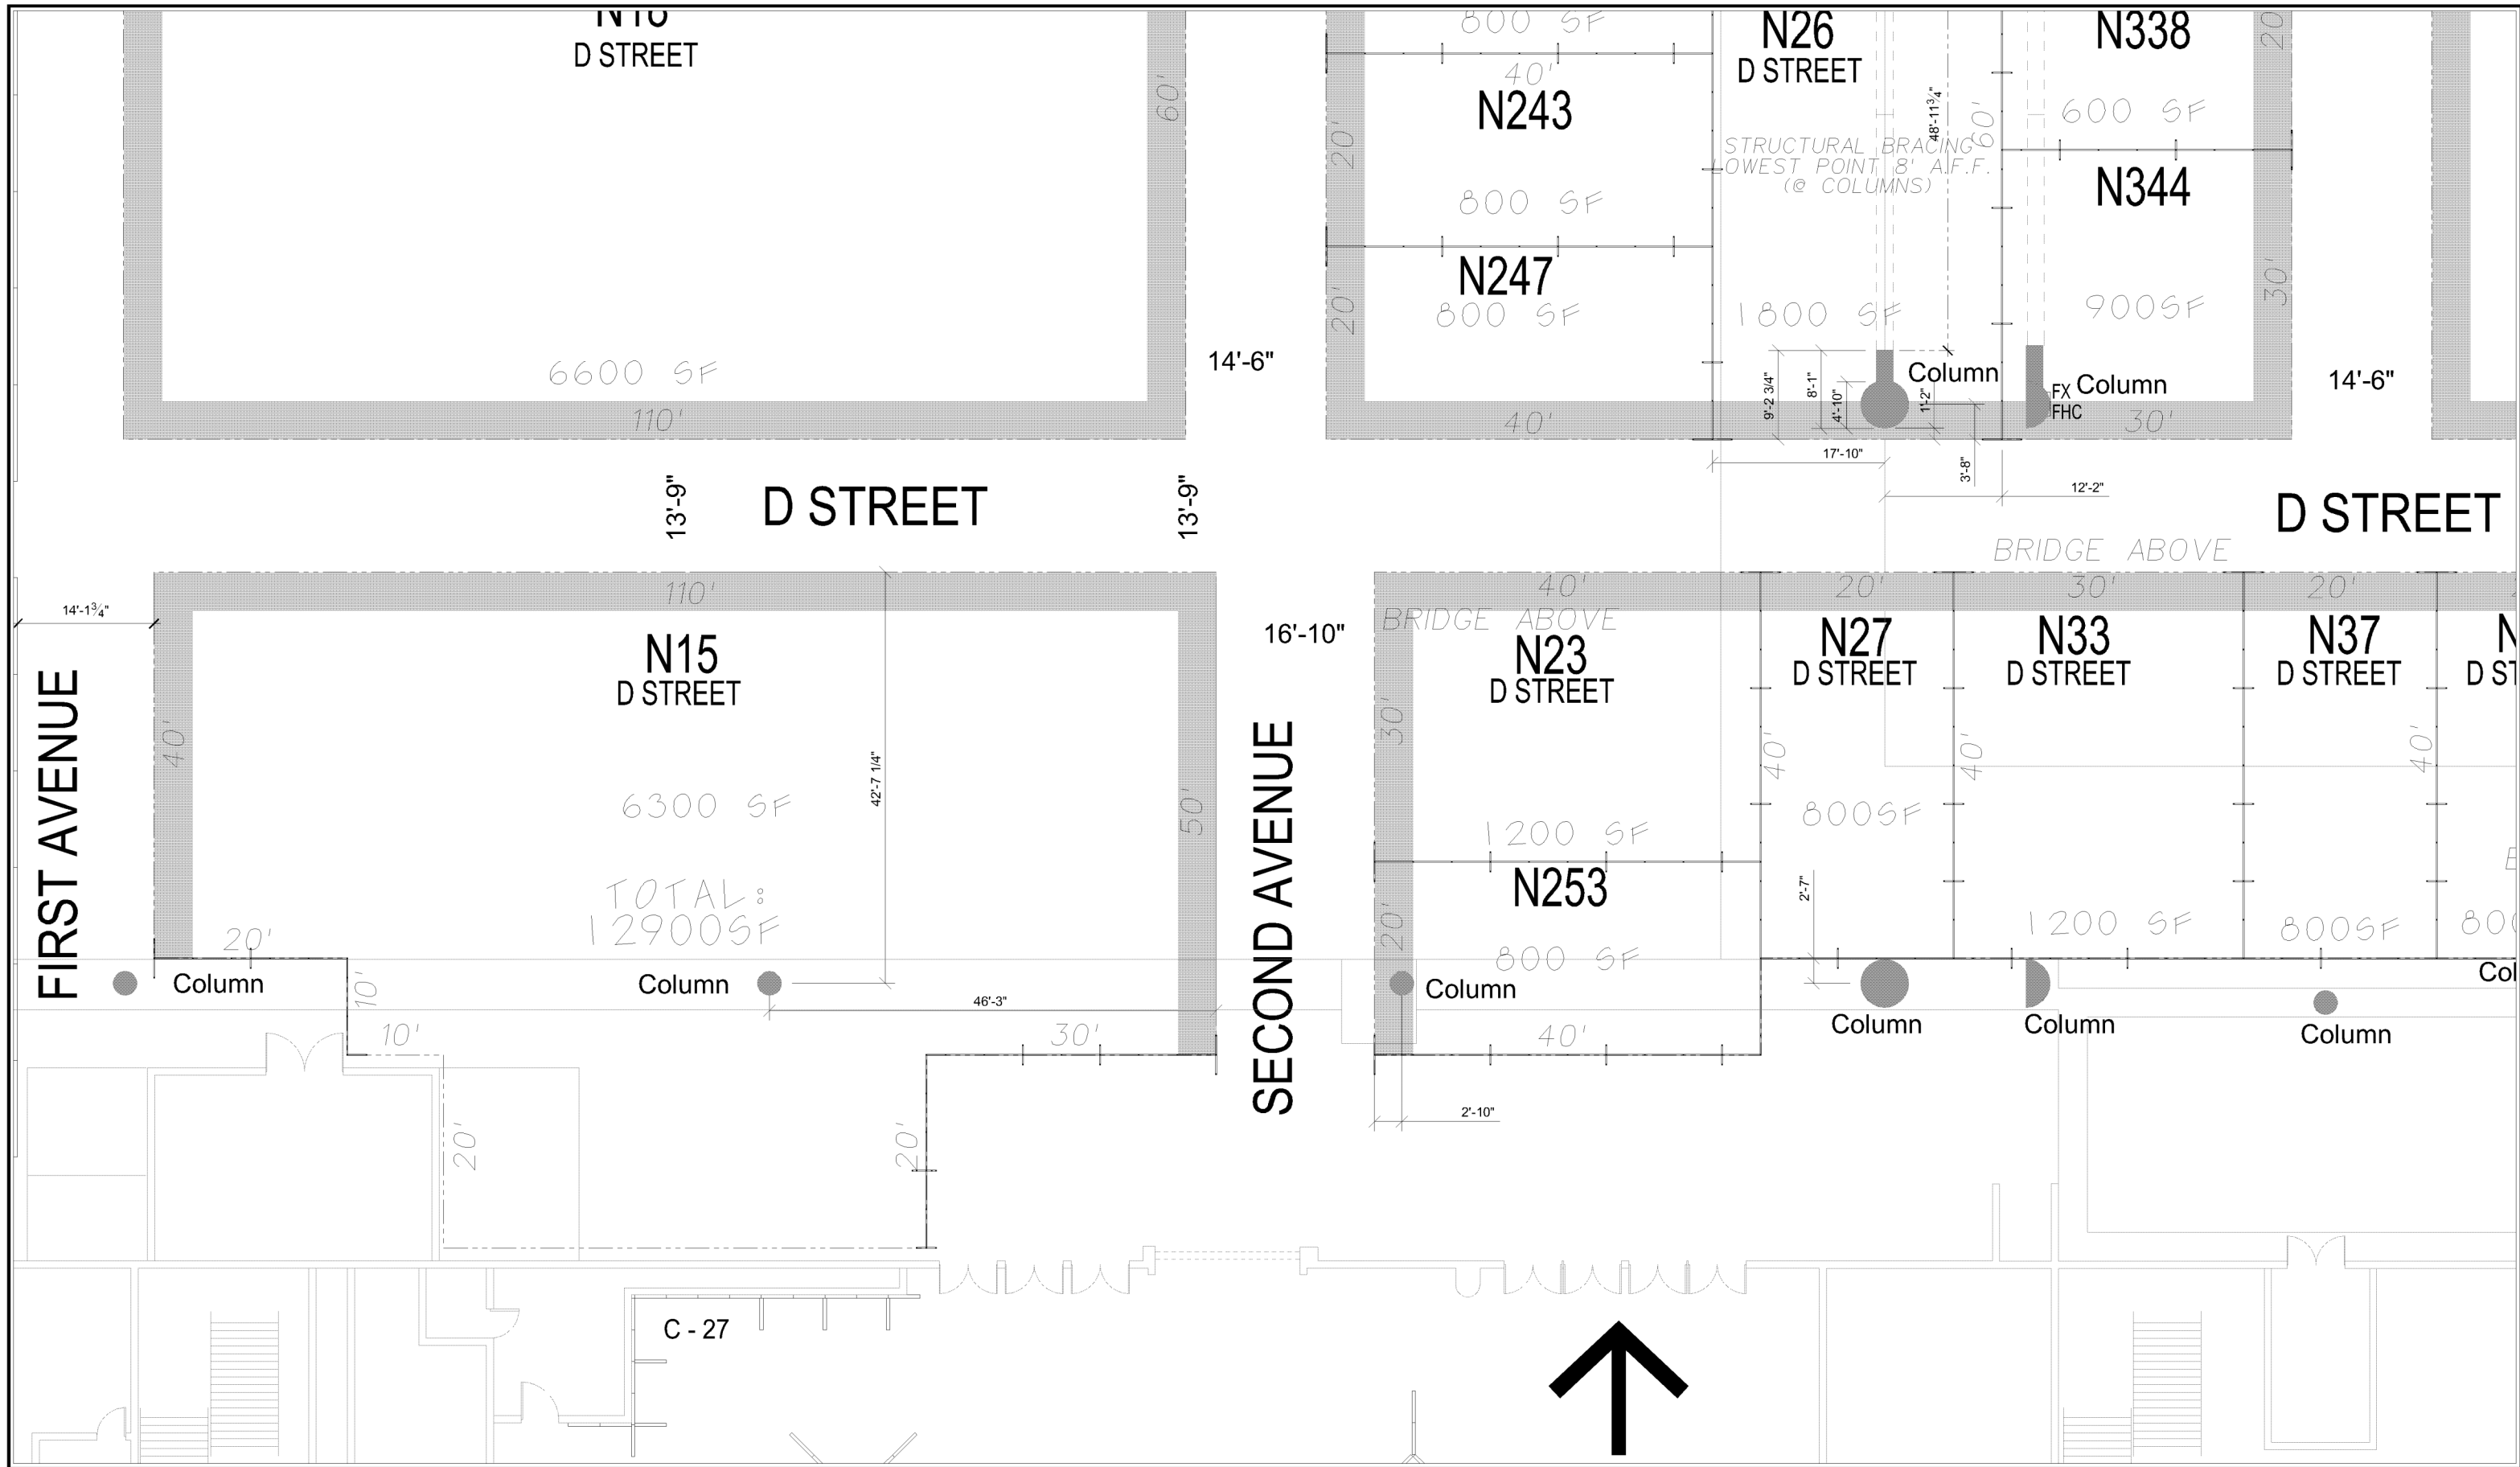 N16
D STREET
60'
6600 SF
110'
14'-6"
800 SF
40'
N243
20'
800 SF
N247
20'
800 SF
40'
N26
D STREET
48'-11¾"
60'
STRUCTURAL BRACING
LOWEST POINT 8' A.F.F.
(@ COLUMNS)
1800 SF
9'-2 3/4"
8'-1"
4'-10"
1'-2"
Column
17'-10"
3'-8"
12'-2"
N338
20'
600 SF
N344
900SF
30'
FX
FHC
Column
30'
14'-6"
13'-9"
D STREET
13'-9"
D STREET
BRIDGE ABOVE
14'-1¾"
FIRST AVENUE
110'
N15
D STREET
40'
42'-7 1/4"
6300 SF
50'
TOTAL:
12900SF
20'
Column
10'
10'
Column
46'-3"
30'
20'
20'
16'-10"
SECOND AVENUE
40'
BRIDGE ABOVE
N23
D STREET
30'
1200 SF
N253
20'
800 SF
Column
40'
2'-10"
20'
N27
D STREET
40'
800SF
2'-7"
Column
30'
N33
D STREET
40'
1200 SF
Column
20'
N37
D STREET
40'
800SF
Column
N
D ST
800
Col
C - 27